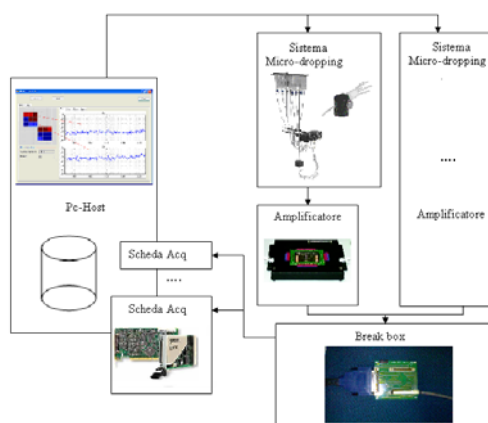 Sistema
Micro-dropping
Sistema
Micro-dropping
....
Pc-Host
Amplificatore
Amplificatore
Scheda Acq
....
Scheda Acq
Break box